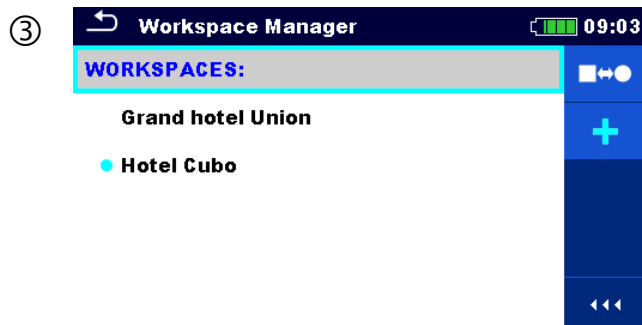 ③
Workspace Manager 09:03
WORKSPACES:
Grand hotel Union
Hotel Cubo